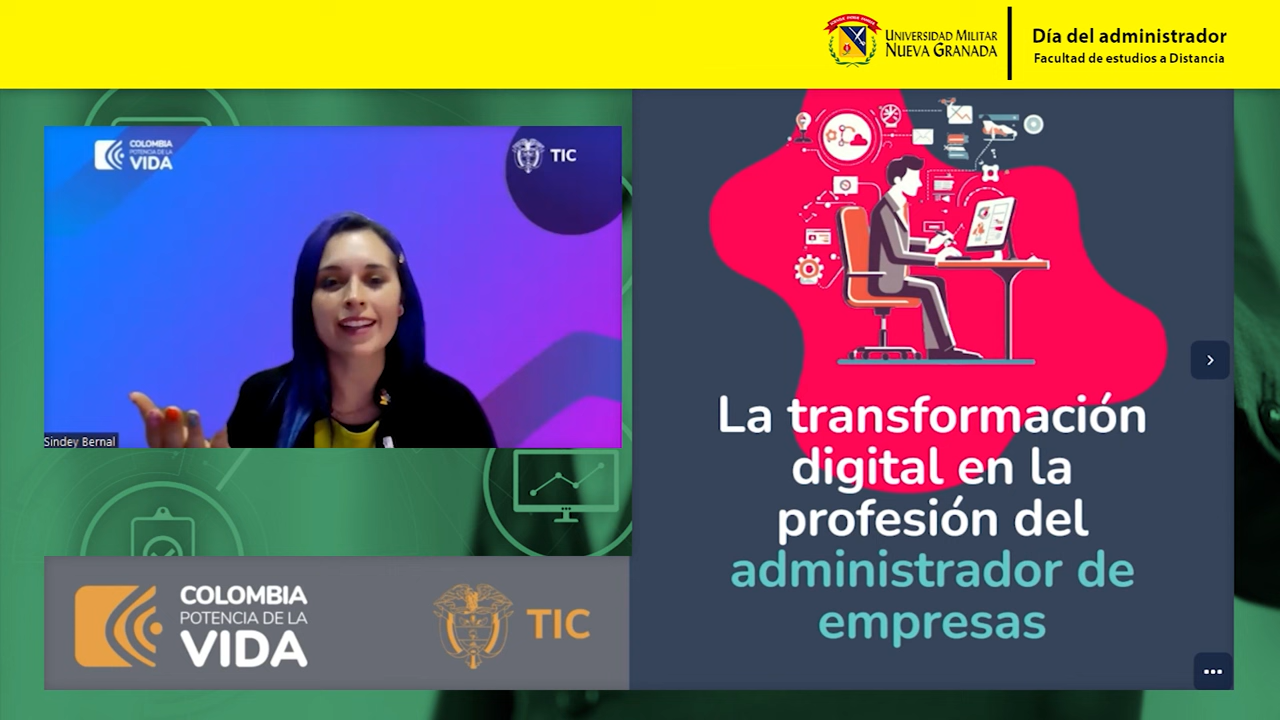 UNIVERSIDAD MILITAR
NUEVA GRANADA
Día del administrador
Facultad de estudios a Distancia
COLOMBIA
POTENCIA DE LA
VIDA
TIC
Sindey Bernal
La transformación
digital en la
profesión del
administrador de
empresas
COLOMBIA
POTENCIA DE LA
VIDA
TIC